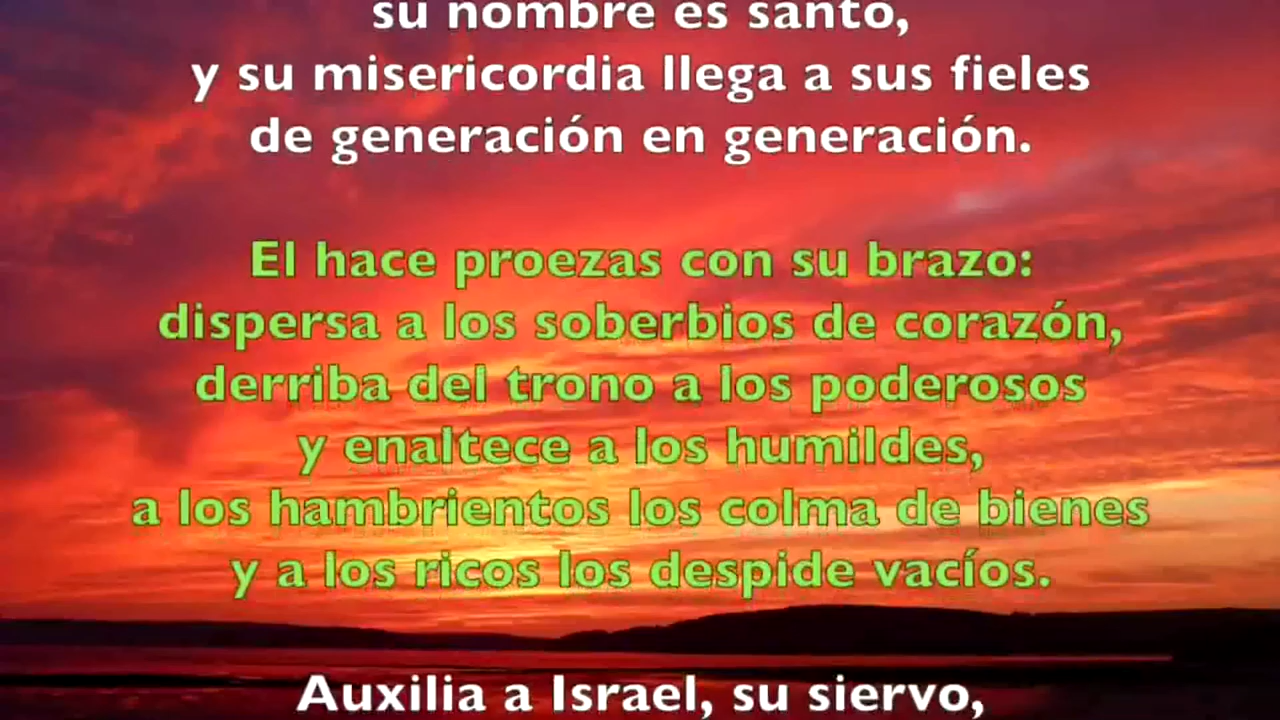 su nombre es santo,
y su misericordia llega a sus fieles
de generación en generación.
El hace proezas con su brazo:
dispersa a los soberbios de corazón,
derriba del trono a los poderosos
y enaltece a los humildes,
a los hambrientos los colma de bienes
y a los ricos los despide vacíos.
Auxilia a Israel, su siervo,